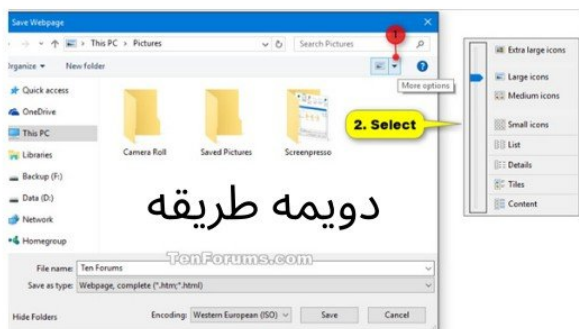 Save Webpage
This PC > Pictures
Search Pictures
Organize
New folder
1
More options
Quick access
OneDrive
This PC
Libraries
Backup (F:)
Data (D:)
Network
Homegroup
Camera Roll
Saved Pictures
Screenpresso
2. Select
دویمه طریقه
TenForums.com
File name: Ten Forums
Save as type: Webpage, complete (*.htm;*.html)
Hide Folders
Encoding: Western European (ISO)
Save
Cancel
Extra large icons
Large icons
Medium icons
Small icons
List
Details
Tiles
Content